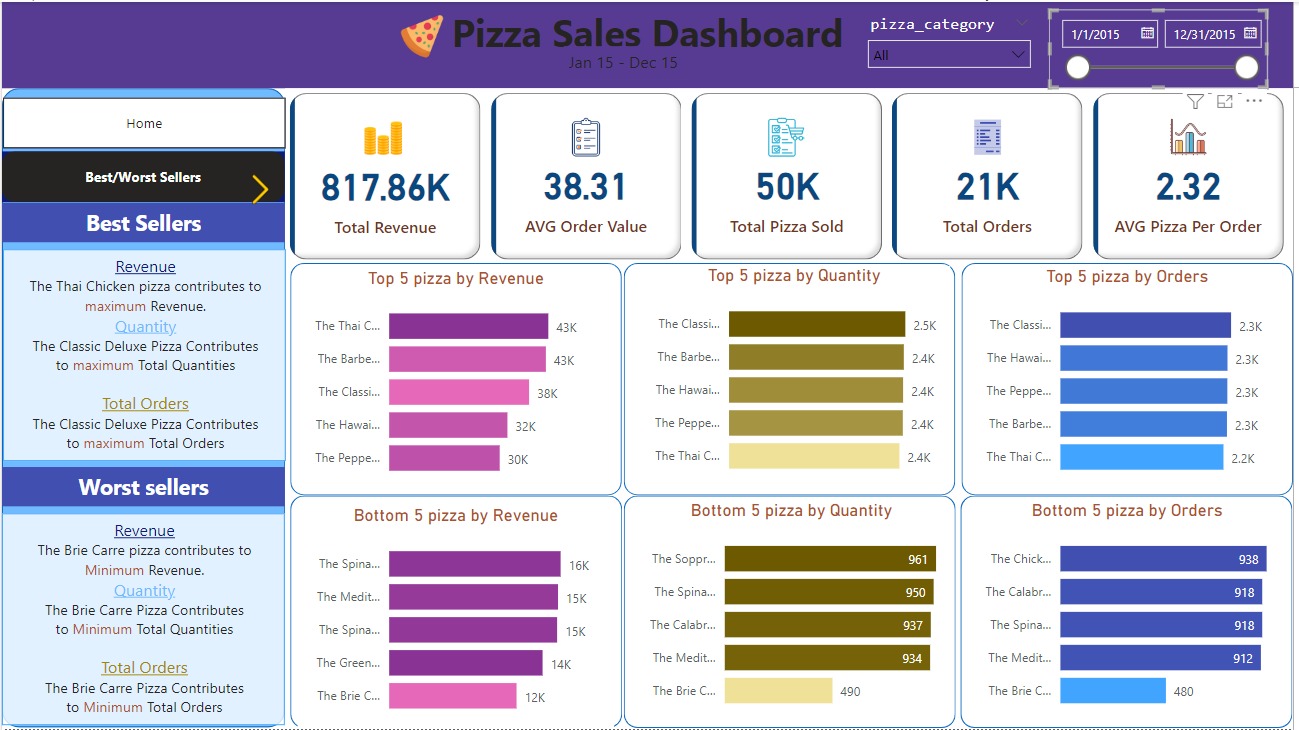 Pizza Sales Dashboard
Jan 15 - Dec 15
pizza_category
All
1/1/2015
12/31/2015
Home
Best/Worst Sellers
Best Sellers
Revenue
The Thai Chicken pizza contributes to
maximum Revenue.
Quantity
The Classic Deluxe Pizza Contributes
to maximum Total Quantities
Total Orders
The Classic Deluxe Pizza Contributes
to maximum Total Orders
Worst sellers
Revenue
The Brie Carre pizza contributes to
Minimum Revenue.
Quantity
The Brie Carre Pizza Contributes
to Minimum Total Quantities
Total Orders
The Brie Carre Pizza Contributes
to Minimum Total Orders
817.86K
Total Revenue
38.31
AVG Order Value
50K
Total Pizza Sold
21K
Total Orders
2.32
AVG Pizza Per Order
Top 5 pizza by Revenue
The Thai C... 43K
The Barbe... 43K
The Classi... 38K
The Hawai... 32K
The Peppe... 30K
Top 5 pizza by Quantity
The Classi... 2.5K
The Barbe... 2.4K
The Hawai... 2.4K
The Peppe... 2.4K
The Thai C... 2.4K
Top 5 pizza by Orders
The Classi... 2.3K
The Hawai... 2.3K
The Peppe... 2.3K
The Barbe... 2.3K
The Thai C... 2.2K
Bottom 5 pizza by Revenue
The Spina... 16K
The Medit... 15K
The Spina... 15K
The Green... 14K
The Brie C... 12K
Bottom 5 pizza by Quantity
The Soppr... 961
The Spina... 950
The Calabr... 937
The Medit... 934
The Brie C... 490
Bottom 5 pizza by Orders
The Chick... 938
The Calabr... 918
The Spina... 918
The Medit... 912
The Brie C... 480